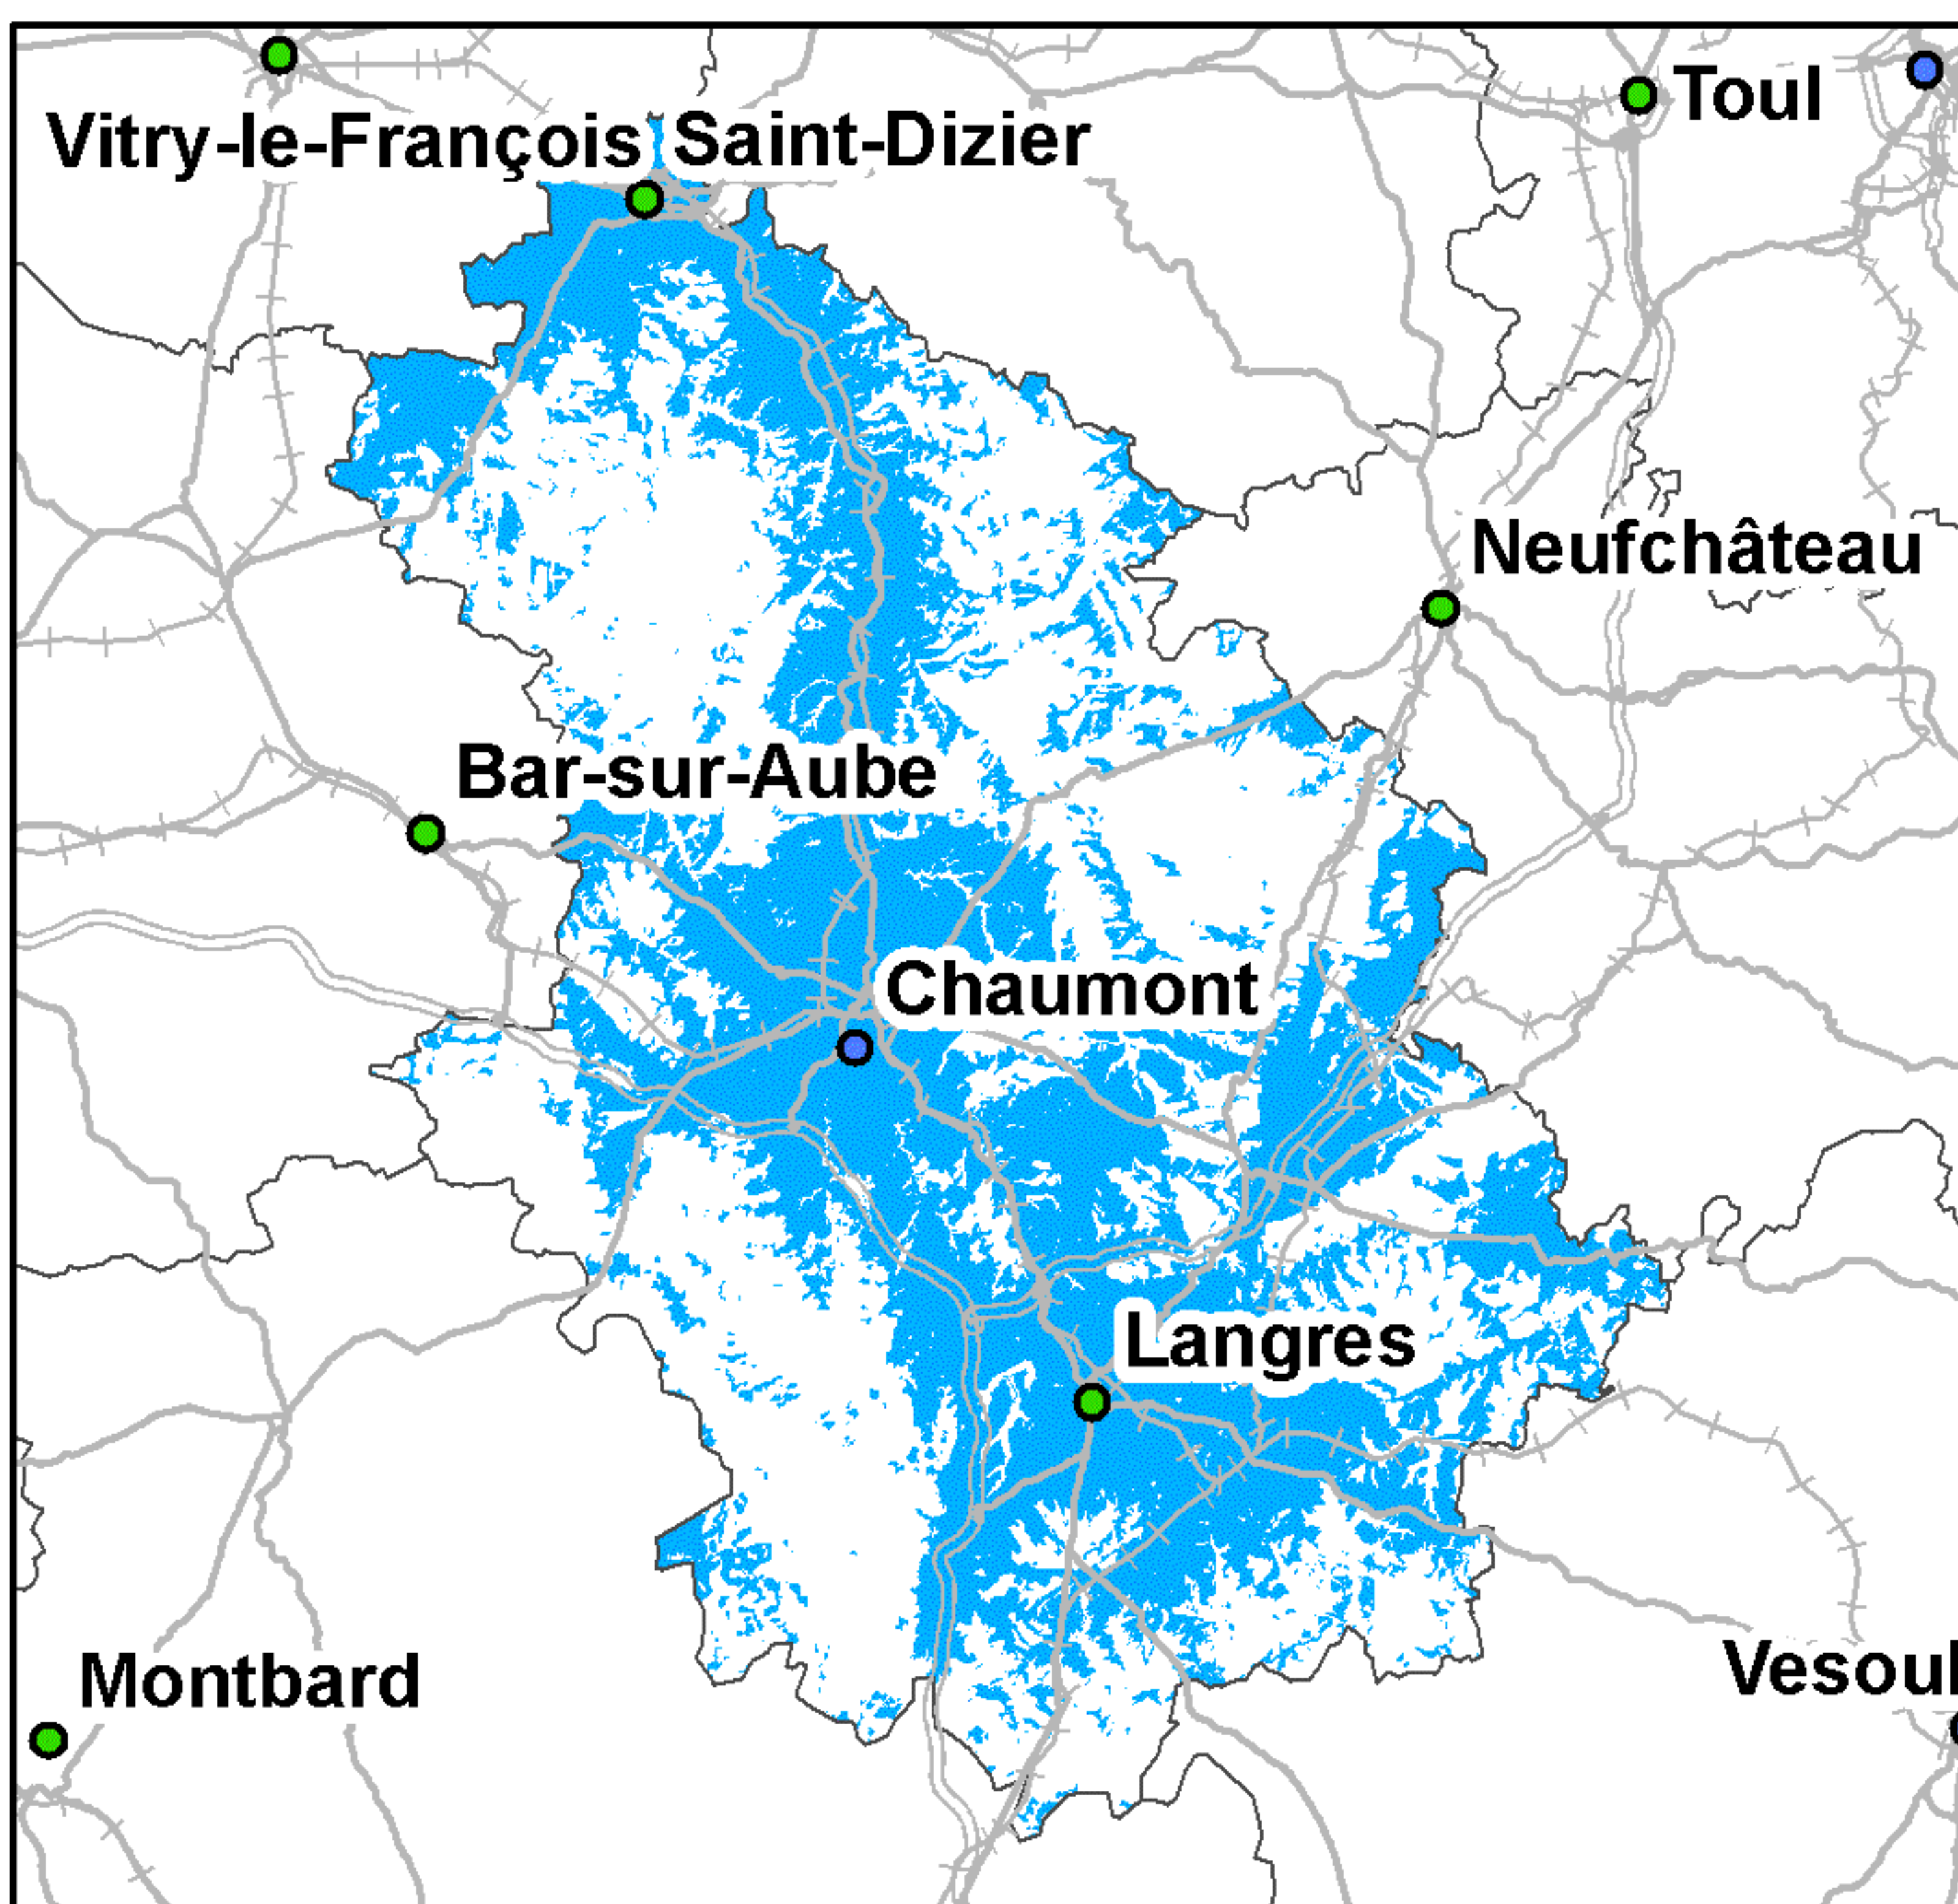 Toul
Vitry-le-François
Saint-Dizier
Neufchâteau
Bar-sur-Aube
Chaumont
Langres
Montbard
Vesoul